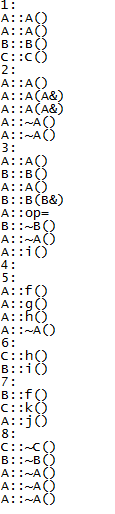 1:
A::A()
A::A()
B::B()
C::C()
2:
A::A()
A::A(A&)
A::A(A&)
A::~A()
A::~A()
3:
A::A()
B::B()
A::A()
B::B(B&)
A::op=
B::~B()
A::~A()
A::i()
4:
5:
A::f()
A::g()
A::h()
A::~A()
6:
C::h()
B::i()
7:
B::f()
C::k()
A::j()
8:
C::~C()
B::~B()
A::~A()
A::~A()
A::~A()